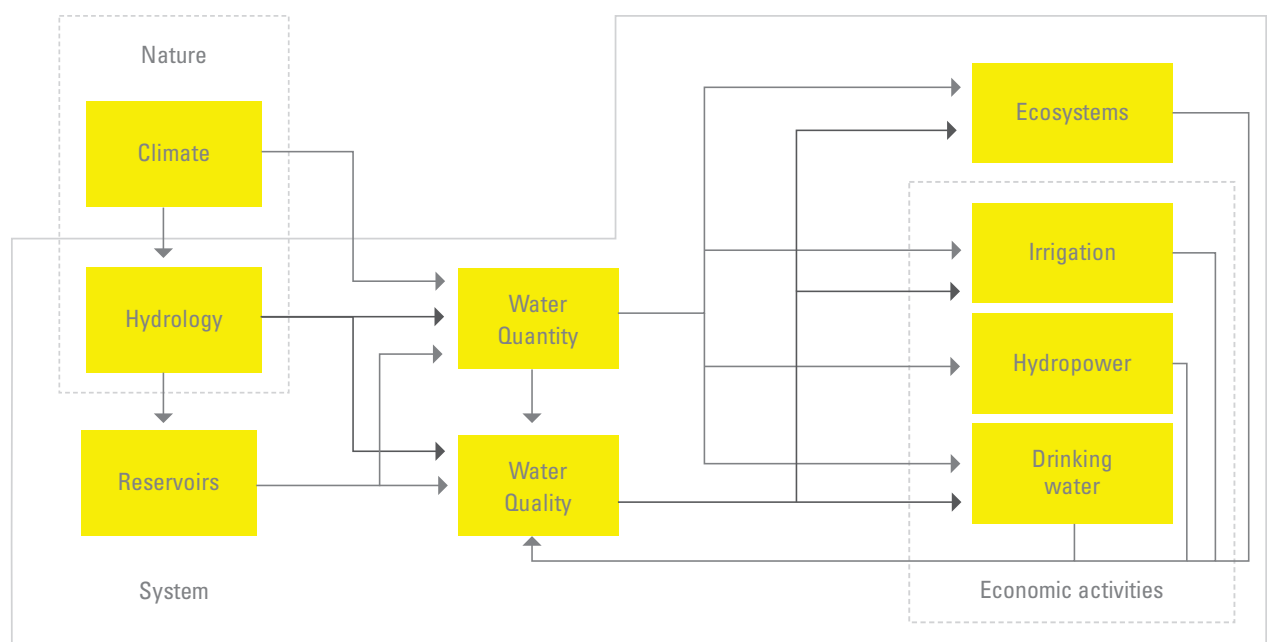 Nature
Climate
Hydrology
Reservoirs
System
Water
Quantity
Water
Quality
Ecosystems
Irrigation
Hydropower
Drinking
water
Economic activities